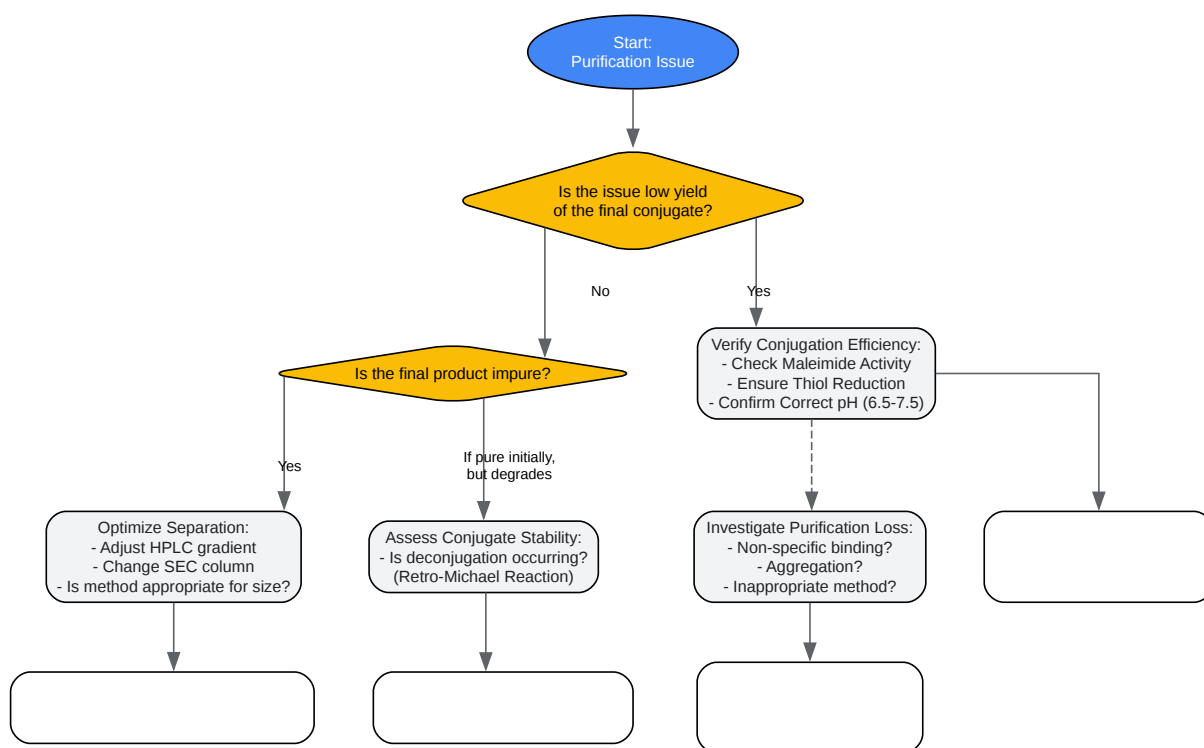 Start:
Purification Issue
Is the issue low yield
of the final conjugate?
No
Yes
Verify Conjugation Efficiency:
- Check Maleimide Activity
- Ensure Thiol Reduction
- Confirm Correct pH (6.5-7.5)
Is the final product impure?
Yes
If pure initially,
but degrades
Optimize Separation:
- Adjust HPLC gradient
- Change SEC column
- Is method appropriate for size?
Assess Conjugate Stability:
- Is deconjugation occurring?
(Retro-Michael Reaction)
Investigate Purification Loss:
- Non-specific binding?
- Aggregation?
- Inappropriate method?